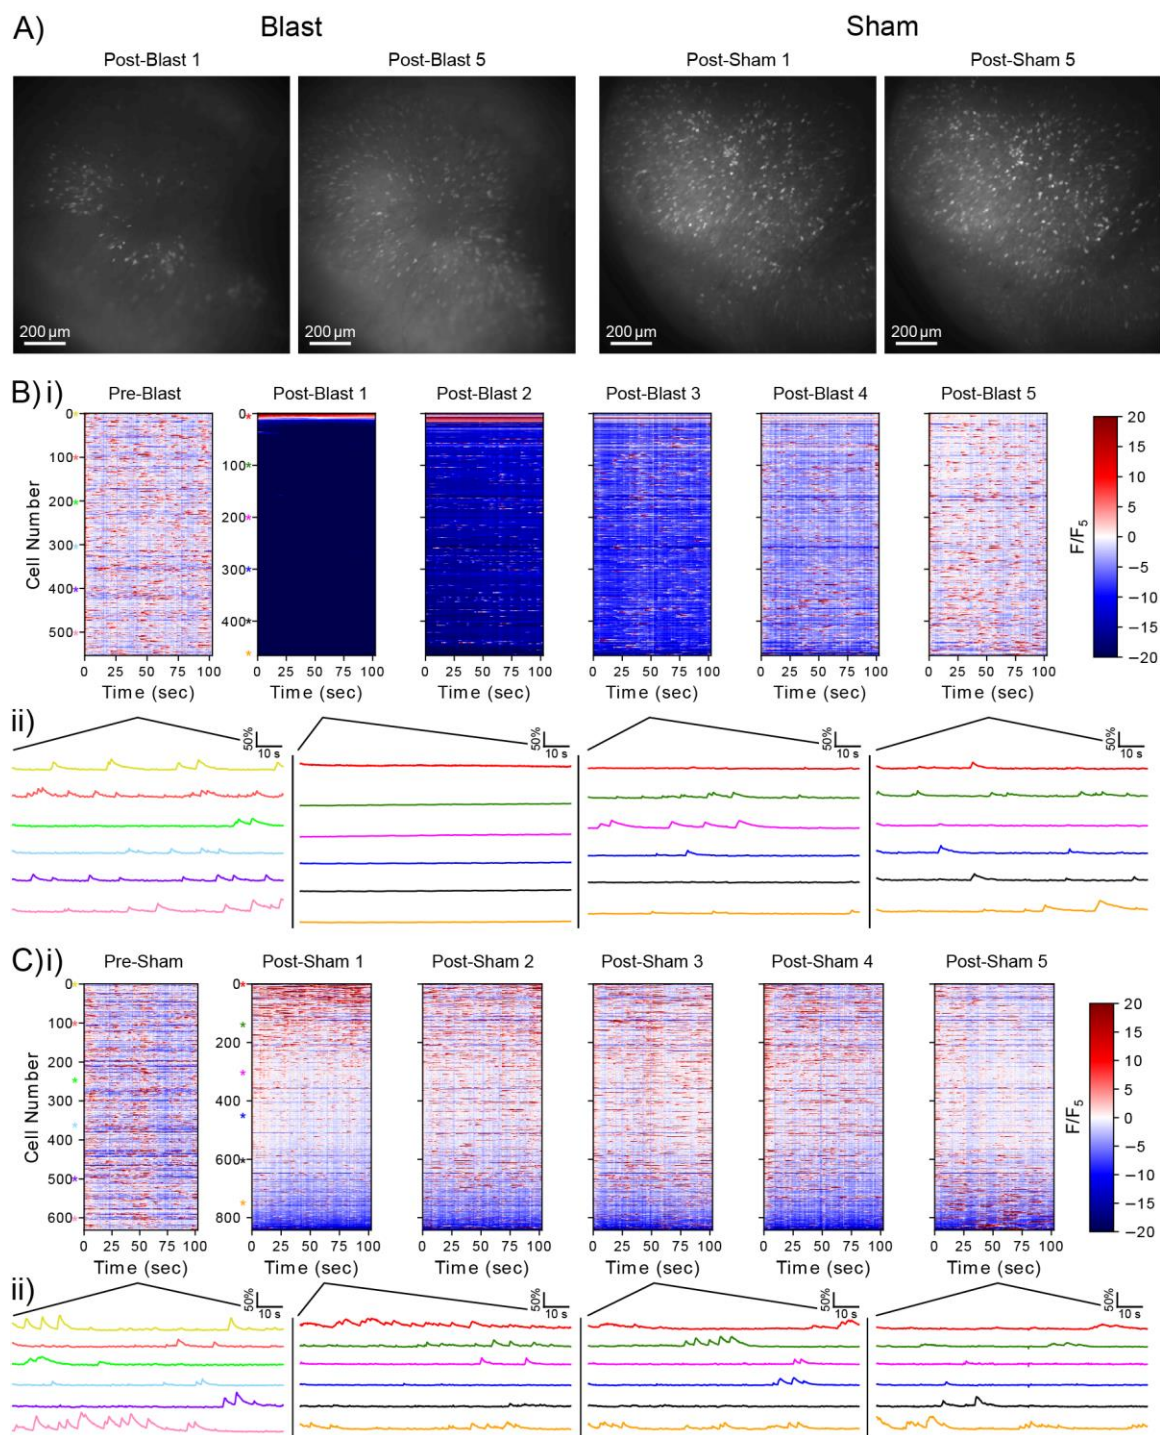 A) Blast Sham
Post-Blast 1 Post-Blast 5 Post-Sham 1 Post-Sham 5
200 µm 200 µm 200 µm 200 µm
B) i) Pre-Blast Post-Blast 1 Post-Blast 2 Post-Blast 3 Post-Blast 4 Post-Blast 5
Cell Number
0 100 200 300 400 500
0 100 200 300 400
0 25 50 75 100 0 25 50 75 100 0 25 50 75 100 0 25 50 75 100 0 25 50 75 100 0 25 50 75 100
Time (sec) Time (sec) Time (sec) Time (sec) Time (sec) Time (sec)
F/F5
20
15
10
5
0
−5
−10
−15
−20
ii)
50% 50% 50% 50%
10 s 10 s 10 s 10 s
C) i) Pre-Sham Post-Sham 1 Post-Sham 2 Post-Sham 3 Post-Sham 4 Post-Sham 5
Cell Number
0 100 200 300 400 500 600
0 200 400 600 800
0 50 100 0 25 50 75 100 0 25 50 75 100 0 25 50 75 100 0 25 50 75 100 0 25 50 75 100
Time (sec) Time (sec) Time (sec) Time (sec) Time (sec) Time (sec)
F/F5
20
15
10
5
0
−5
−10
−15
−20
ii)
50% 50% 50% 50%
10 s 10 s 10 s 10 s